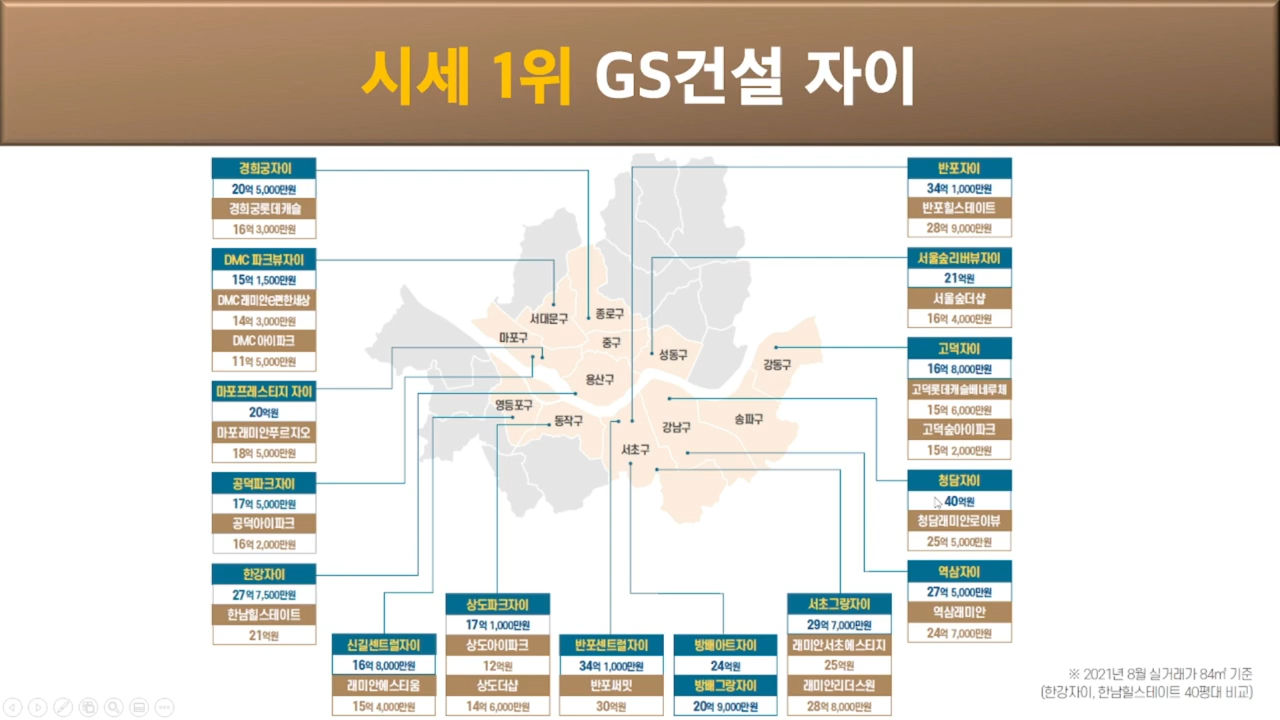 시세 1위 GS건설 자이
경희궁자이
20억 5,000만원
경희궁롯데캐슬
16억 3,000만원
DMC 파크뷰자이
15억 1,500만원
DMC 래미안e편한세상
14억 3,000만원
DMC 아이파크
11억 5,000만원
마포프레스티지 자이
20억원
마포래미안푸르지오
18억 5,000만원
공덕파크자이
17억 5,000만원
공덕아이파크
16억 2,000만원
한강자이
27억 7,500만원
한남힐스테이트
21억원
서대문구
종로구
마포구
중구
성동구
강동구
용산구
영등포구
동작구
강남구
송파구
서초구
신길센트럴자이
16억 8,000만원
래미안에스티움
15억 4,000만원
상도파크자이
17억 1,000만원
상도아이파크
12억원
상도더샵
14억 6,000만원
반포센트럴자이
34억 1,000만원
반포써밋
30억원
방배아트자이
24억원
방배그랑자이
20억 9,000만원
서초그랑자이
29억 7,000만원
래미안서초에스티지
25억원
래미안리더스원
28억 8,000만원
반포자이
34억 1,000만원
반포힐스테이트
28억 9,000만원
서울숲리버뷰자이
21억원
서울숲더샵
16억 4,000만원
고덕자이
16억 8,000만원
고덕롯데캐슬베네루체
15억 6,000만원
고덕숲아이파크
15억 2,000만원
청담자이
40억원
청담래미안로이뷰
25억 5,000만원
역삼자이
27억 5,000만원
역삼래미안
24억 7,000만원
※ 2021년 8월 실거래가 84㎡ 기준
(한강자이, 한남힐스테이트 40평대 비교)